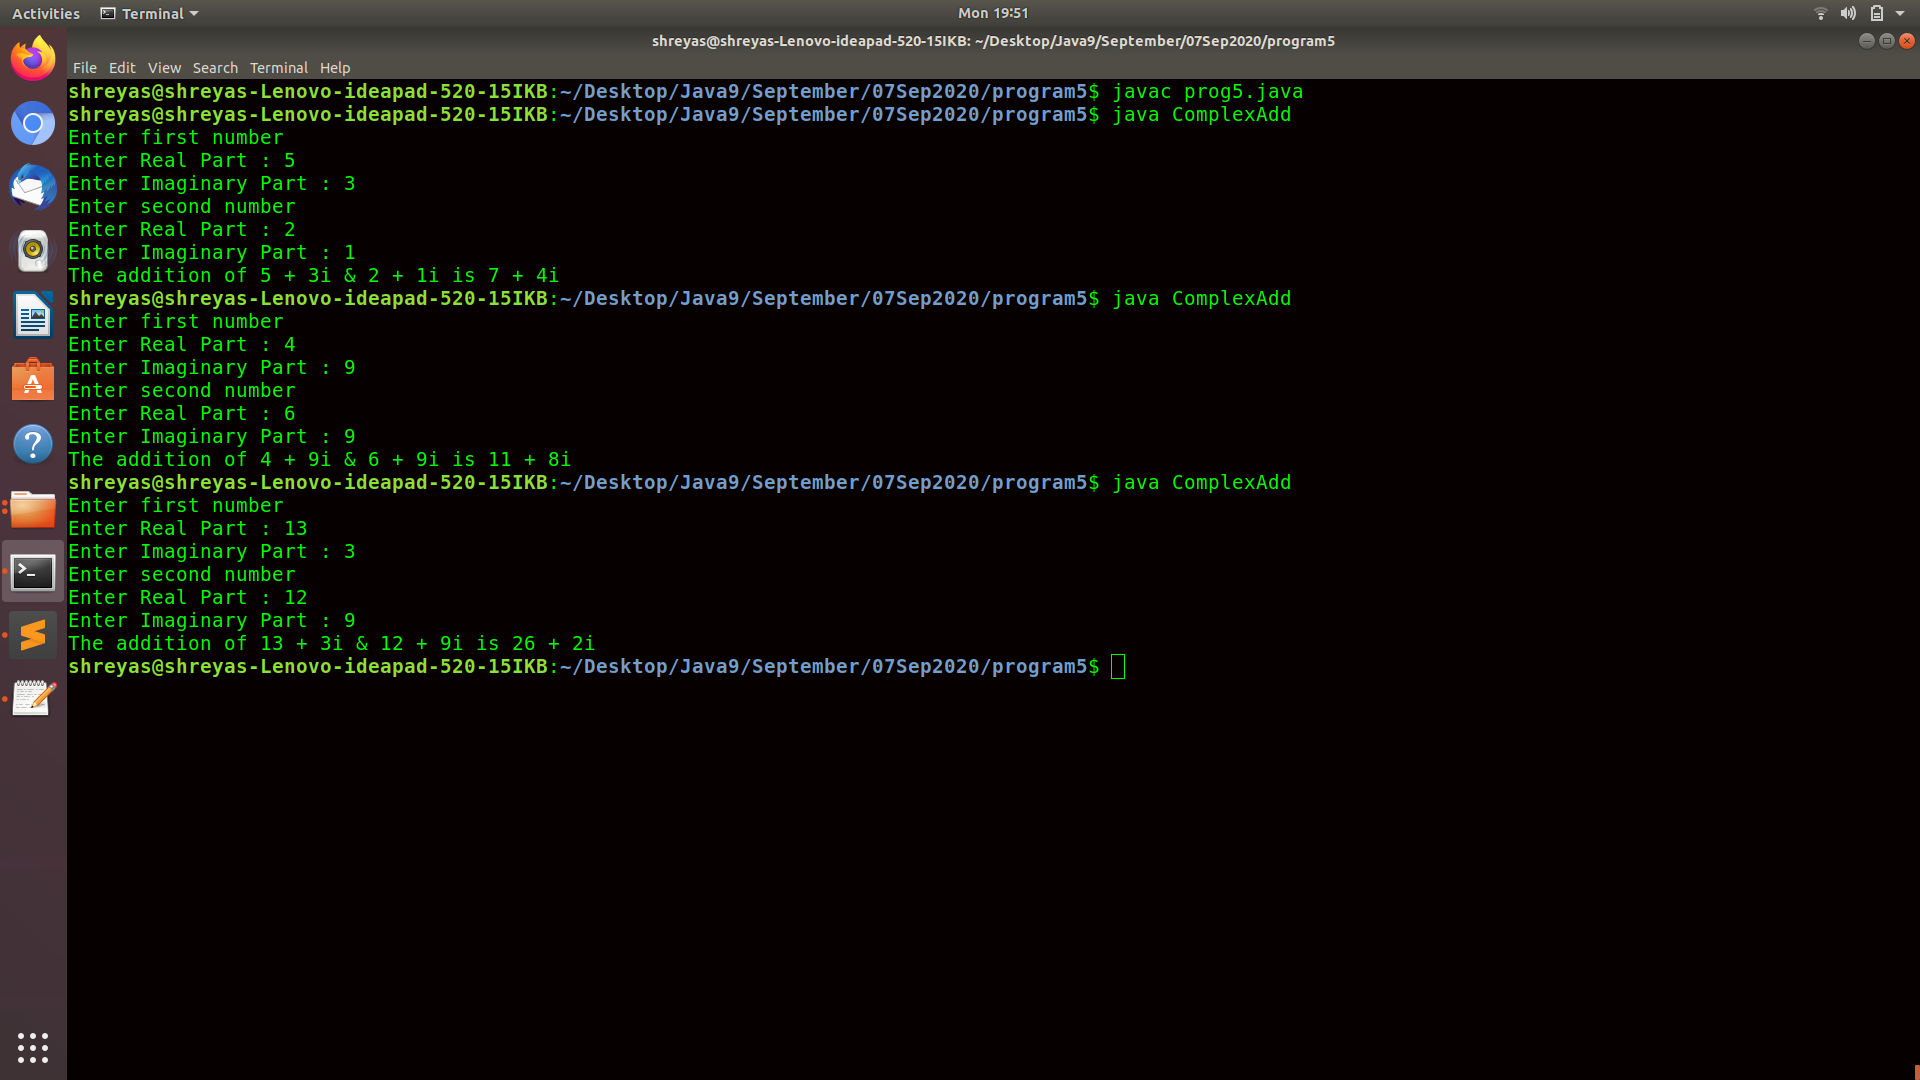 Activities Terminal Mon 19:51
shreyas@shreyas-Lenovo-ideapad-520-15IKB: ~/Desktop/Java9/September/07Sep2020/program5
File Edit View Search Terminal Help
shreyas@shreyas-Lenovo-ideapad-520-15IKB:~/Desktop/Java9/September/07Sep2020/program5$ javac prog5.java
shreyas@shreyas-Lenovo-ideapad-520-15IKB:~/Desktop/Java9/September/07Sep2020/program5$ java ComplexAdd
Enter first number
Enter Real Part : 5
Enter Imaginary Part : 3
Enter second number
Enter Real Part : 2
Enter Imaginary Part : 1
The addition of 5 + 3i & 2 + 1i is 7 + 4i
shreyas@shreyas-Lenovo-ideapad-520-15IKB:~/Desktop/Java9/September/07Sep2020/program5$ java ComplexAdd
Enter first number
Enter Real Part : 4
Enter Imaginary Part : 9
Enter second number
Enter Real Part : 6
Enter Imaginary Part : 9
The addition of 4 + 9i & 6 + 9i is 11 + 8i
shreyas@shreyas-Lenovo-ideapad-520-15IKB:~/Desktop/Java9/September/07Sep2020/program5$ java ComplexAdd
Enter first number
Enter Real Part : 13
Enter Imaginary Part : 3
Enter second number
Enter Real Part : 12
Enter Imaginary Part : 9
The addition of 13 + 3i & 12 + 9i is 26 + 2i
shreyas@shreyas-Lenovo-ideapad-520-15IKB:~/Desktop/Java9/September/07Sep2020/program5$